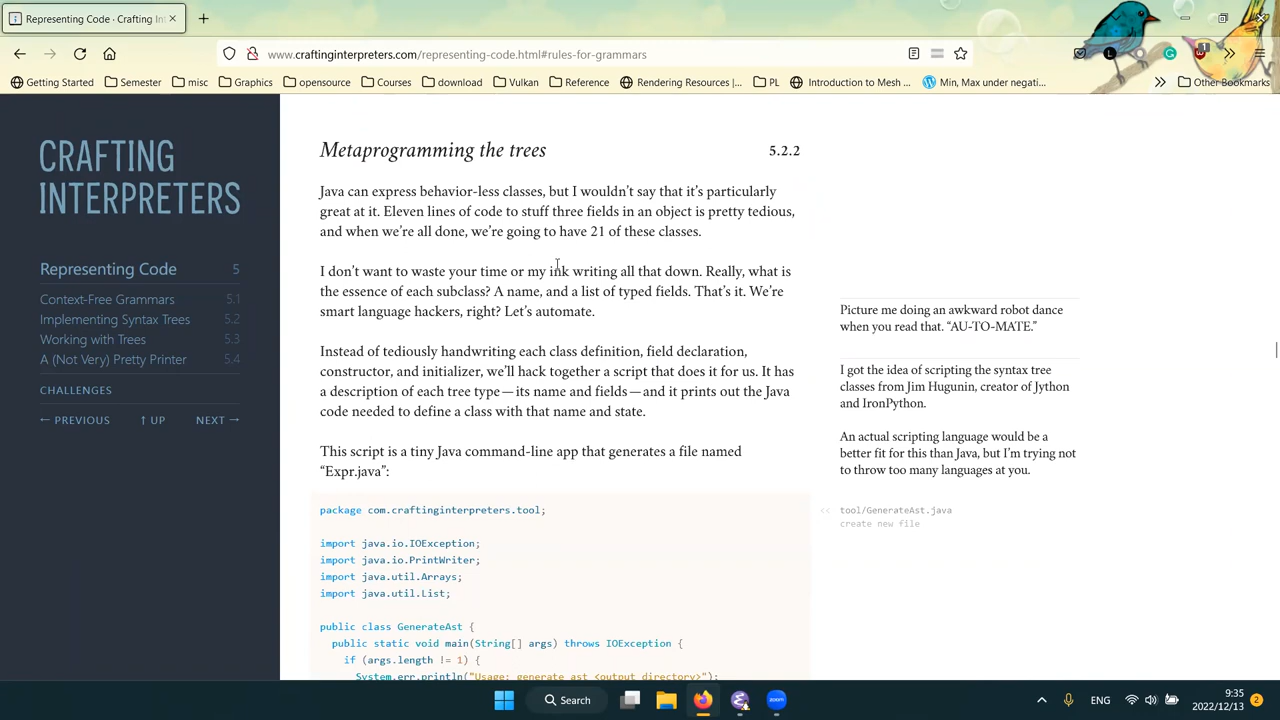 Representing Code · Crafting In
www.craftinginterpreters.com/representing-code.html#rules-for-grammars
Getting Started
Semester
misc
Graphics
opensource
Courses
download
Vulkan
Reference
Rendering Resources |...
PL
Introduction to Mesh ...
Min, Max under negati...
Other Bookmarks
CRAFTING
INTERPRETERS
Representing Code 5
Context-Free Grammars 5.1
Implementing Syntax Trees 5.2
Working with Trees 5.3
A (Not Very) Pretty Printer 5.4
CHALLENGES
← PREVIOUS ↑ UP NEXT →
Metaprogramming the trees 5.2.2
Java can express behavior-less classes, but I wouldn't say that it's particularly
great at it. Eleven lines of code to stuff three fields in an object is pretty tedious,
and when we're all done, we're going to have 21 of these classes.
I don't want to waste your time or my ink writing all that down. Really, what is
the essence of each subclass? A name, and a list of typed fields. That's it. We're
smart language hackers, right? Let's automate.
Instead of tediously handwriting each class definition, field declaration,
constructor, and initializer, we'll hack together a script that does it for us. It has
a description of each tree type—its name and fields—and it prints out the Java
code needed to define a class with that name and state.
This script is a tiny Java command-line app that generates a file named
“Expr.java”:
package com.craftinginterpreters.tool;
import java.io.IOException;
import java.io.PrintWriter;
import java.util.Arrays;
import java.util.List;
public class GenerateAst {
public static void main(String[] args) throws IOException {
if (args.length != 1) {
System.err.println("Usage: generate_ast <output directory>");
Picture me doing an awkward robot dance
when you read that. “AU-TO-MATE.”
I got the idea of scripting the syntax tree
classes from Jim Hugunin, creator of Jython
and IronPython.
An actual scripting language would be a
better fit for this than Java, but I'm trying not
to throw too many languages at you.
<< tool/GenerateAst.java
create new file
Search
zoom
ENG
9:35
2022/12/13
2